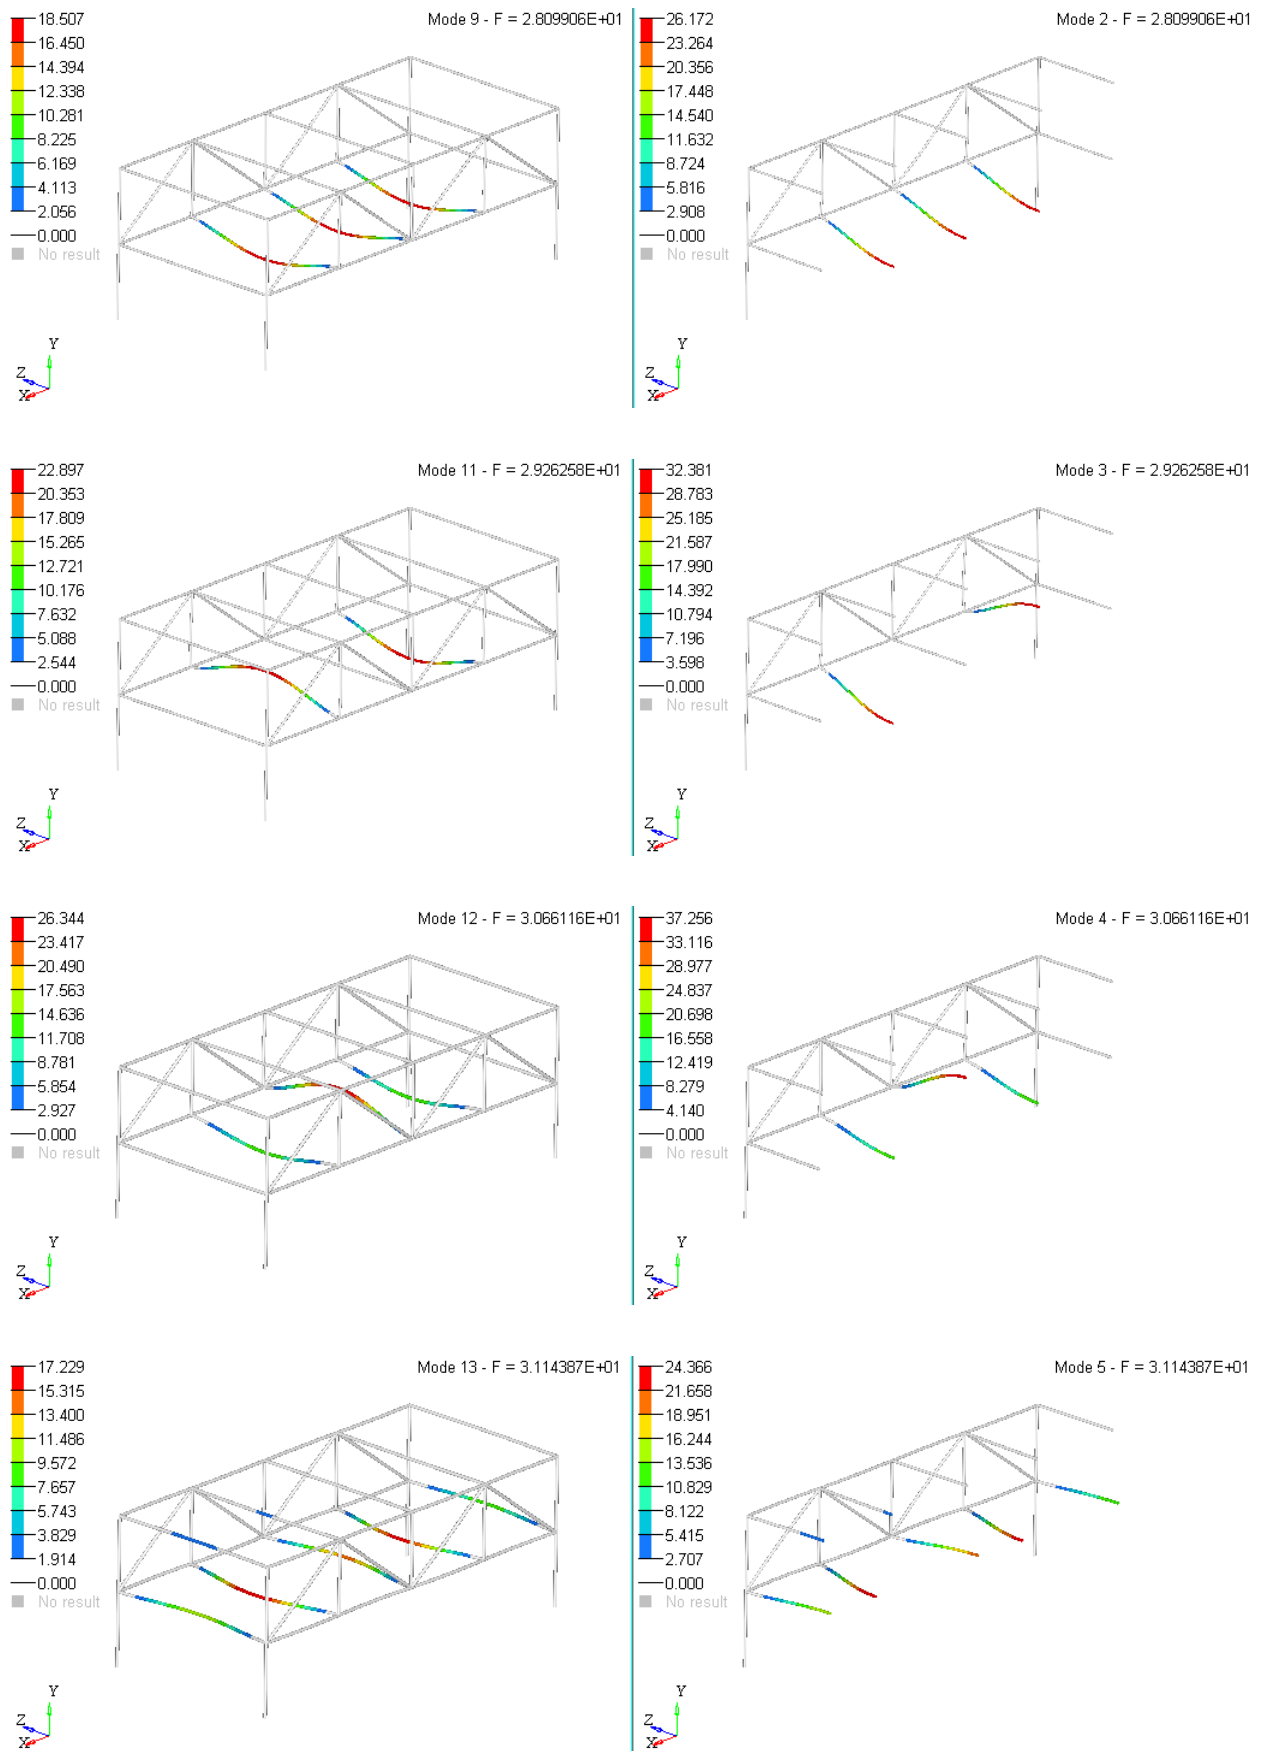 Mode 9 - F = 2.809906E+01
18.507
16.450
14.394
12.338
10.281
8.225
6.169
4.113
2.056
0.000
No result
Y
Z
X
Mode 2 - F = 2.809906E+01
26.172
23.264
20.356
17.448
14.540
11.632
8.724
5.816
2.908
0.000
No result
Y
Z
X
Mode 11 - F = 2.926258E+01
22.897
20.353
17.809
15.265
12.721
10.176
7.632
5.088
2.544
0.000
No result
Y
Z
X
Mode 3 - F = 2.926258E+01
32.381
28.783
25.185
21.587
17.990
14.392
10.794
7.196
3.598
0.000
No result
Y
Z
X
Mode 12 - F = 3.066116E+01
26.344
23.417
20.490
17.563
14.636
11.708
8.781
5.854
2.927
0.000
No result
Y
Z
X
Mode 4 - F = 3.066116E+01
37.256
33.116
28.977
24.837
20.698
16.558
12.419
8.279
4.140
0.000
No result
Y
Z
X
Mode 13 - F = 3.114387E+01
17.229
15.315
13.400
11.486
9.572
7.657
5.743
3.829
1.914
0.000
No result
Y
Z
X
Mode 5 - F = 3.114387E+01
24.366
21.658
18.951
16.244
13.536
10.829
8.122
5.415
2.707
0.000
No result
Y
Z
X